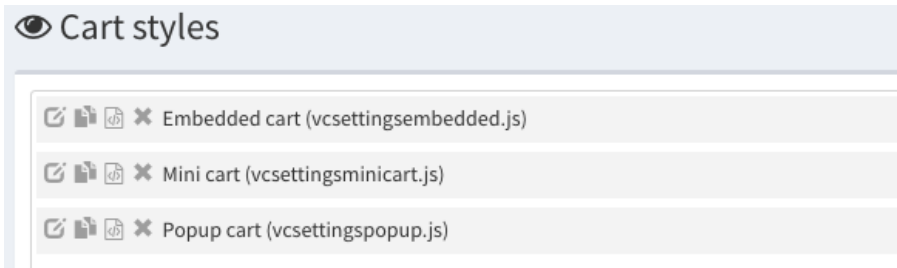 Cart styles
Embedded cart (vcsettingsembedded.js)
Mini cart (vcsettingsminicart.js)
Popup cart (vcsettingspopup.js)